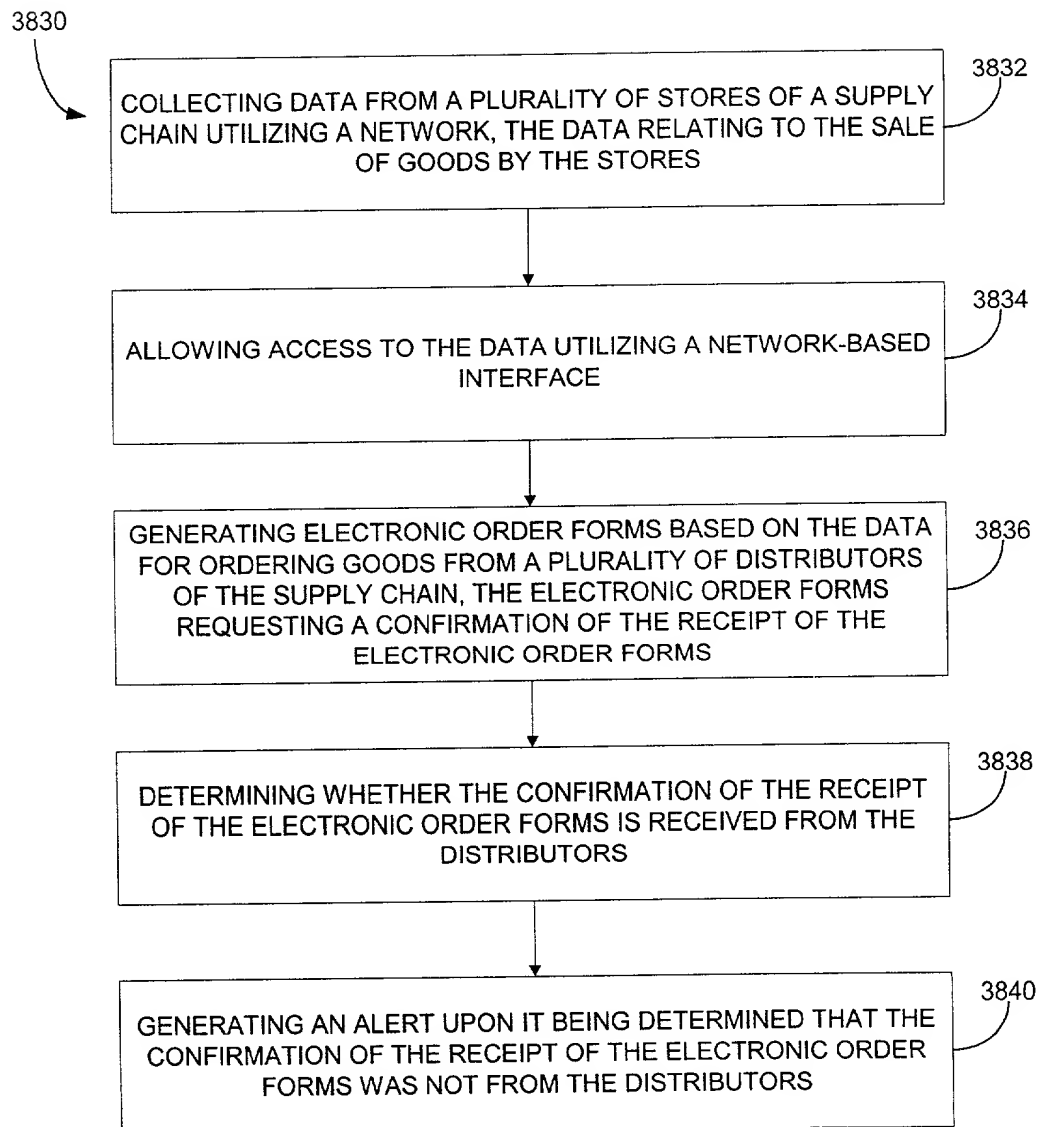 3830
3832
COLLECTING DATA FROM A PLURALITY OF STORES OF A SUPPLY
CHAIN UTILIZING A NETWORK, THE DATA RELATING TO THE SALE
OF GOODS BY THE STORES
3834
ALLOWING ACCESS TO THE DATA UTILIZING A NETWORK-BASED
INTERFACE
3836
GENERATING ELECTRONIC ORDER FORMS BASED ON THE DATA
FOR ORDERING GOODS FROM A PLURALITY OF DISTRIBUTORS
OF THE SUPPLY CHAIN, THE ELECTRONIC ORDER FORMS
REQUESTING A CONFIRMATION OF THE RECEIPT OF THE
ELECTRONIC ORDER FORMS
3838
DETERMINING WHETHER THE CONFIRMATION OF THE RECEIPT
OF THE ELECTRONIC ORDER FORMS IS RECEIVED FROM THE
DISTRIBUTORS
3840
GENERATING AN ALERT UPON IT BEING DETERMINED THAT THE
CONFIRMATION OF THE RECEIPT OF THE ELECTRONIC ORDER
FORMS WAS NOT FROM THE DISTRIBUTORS